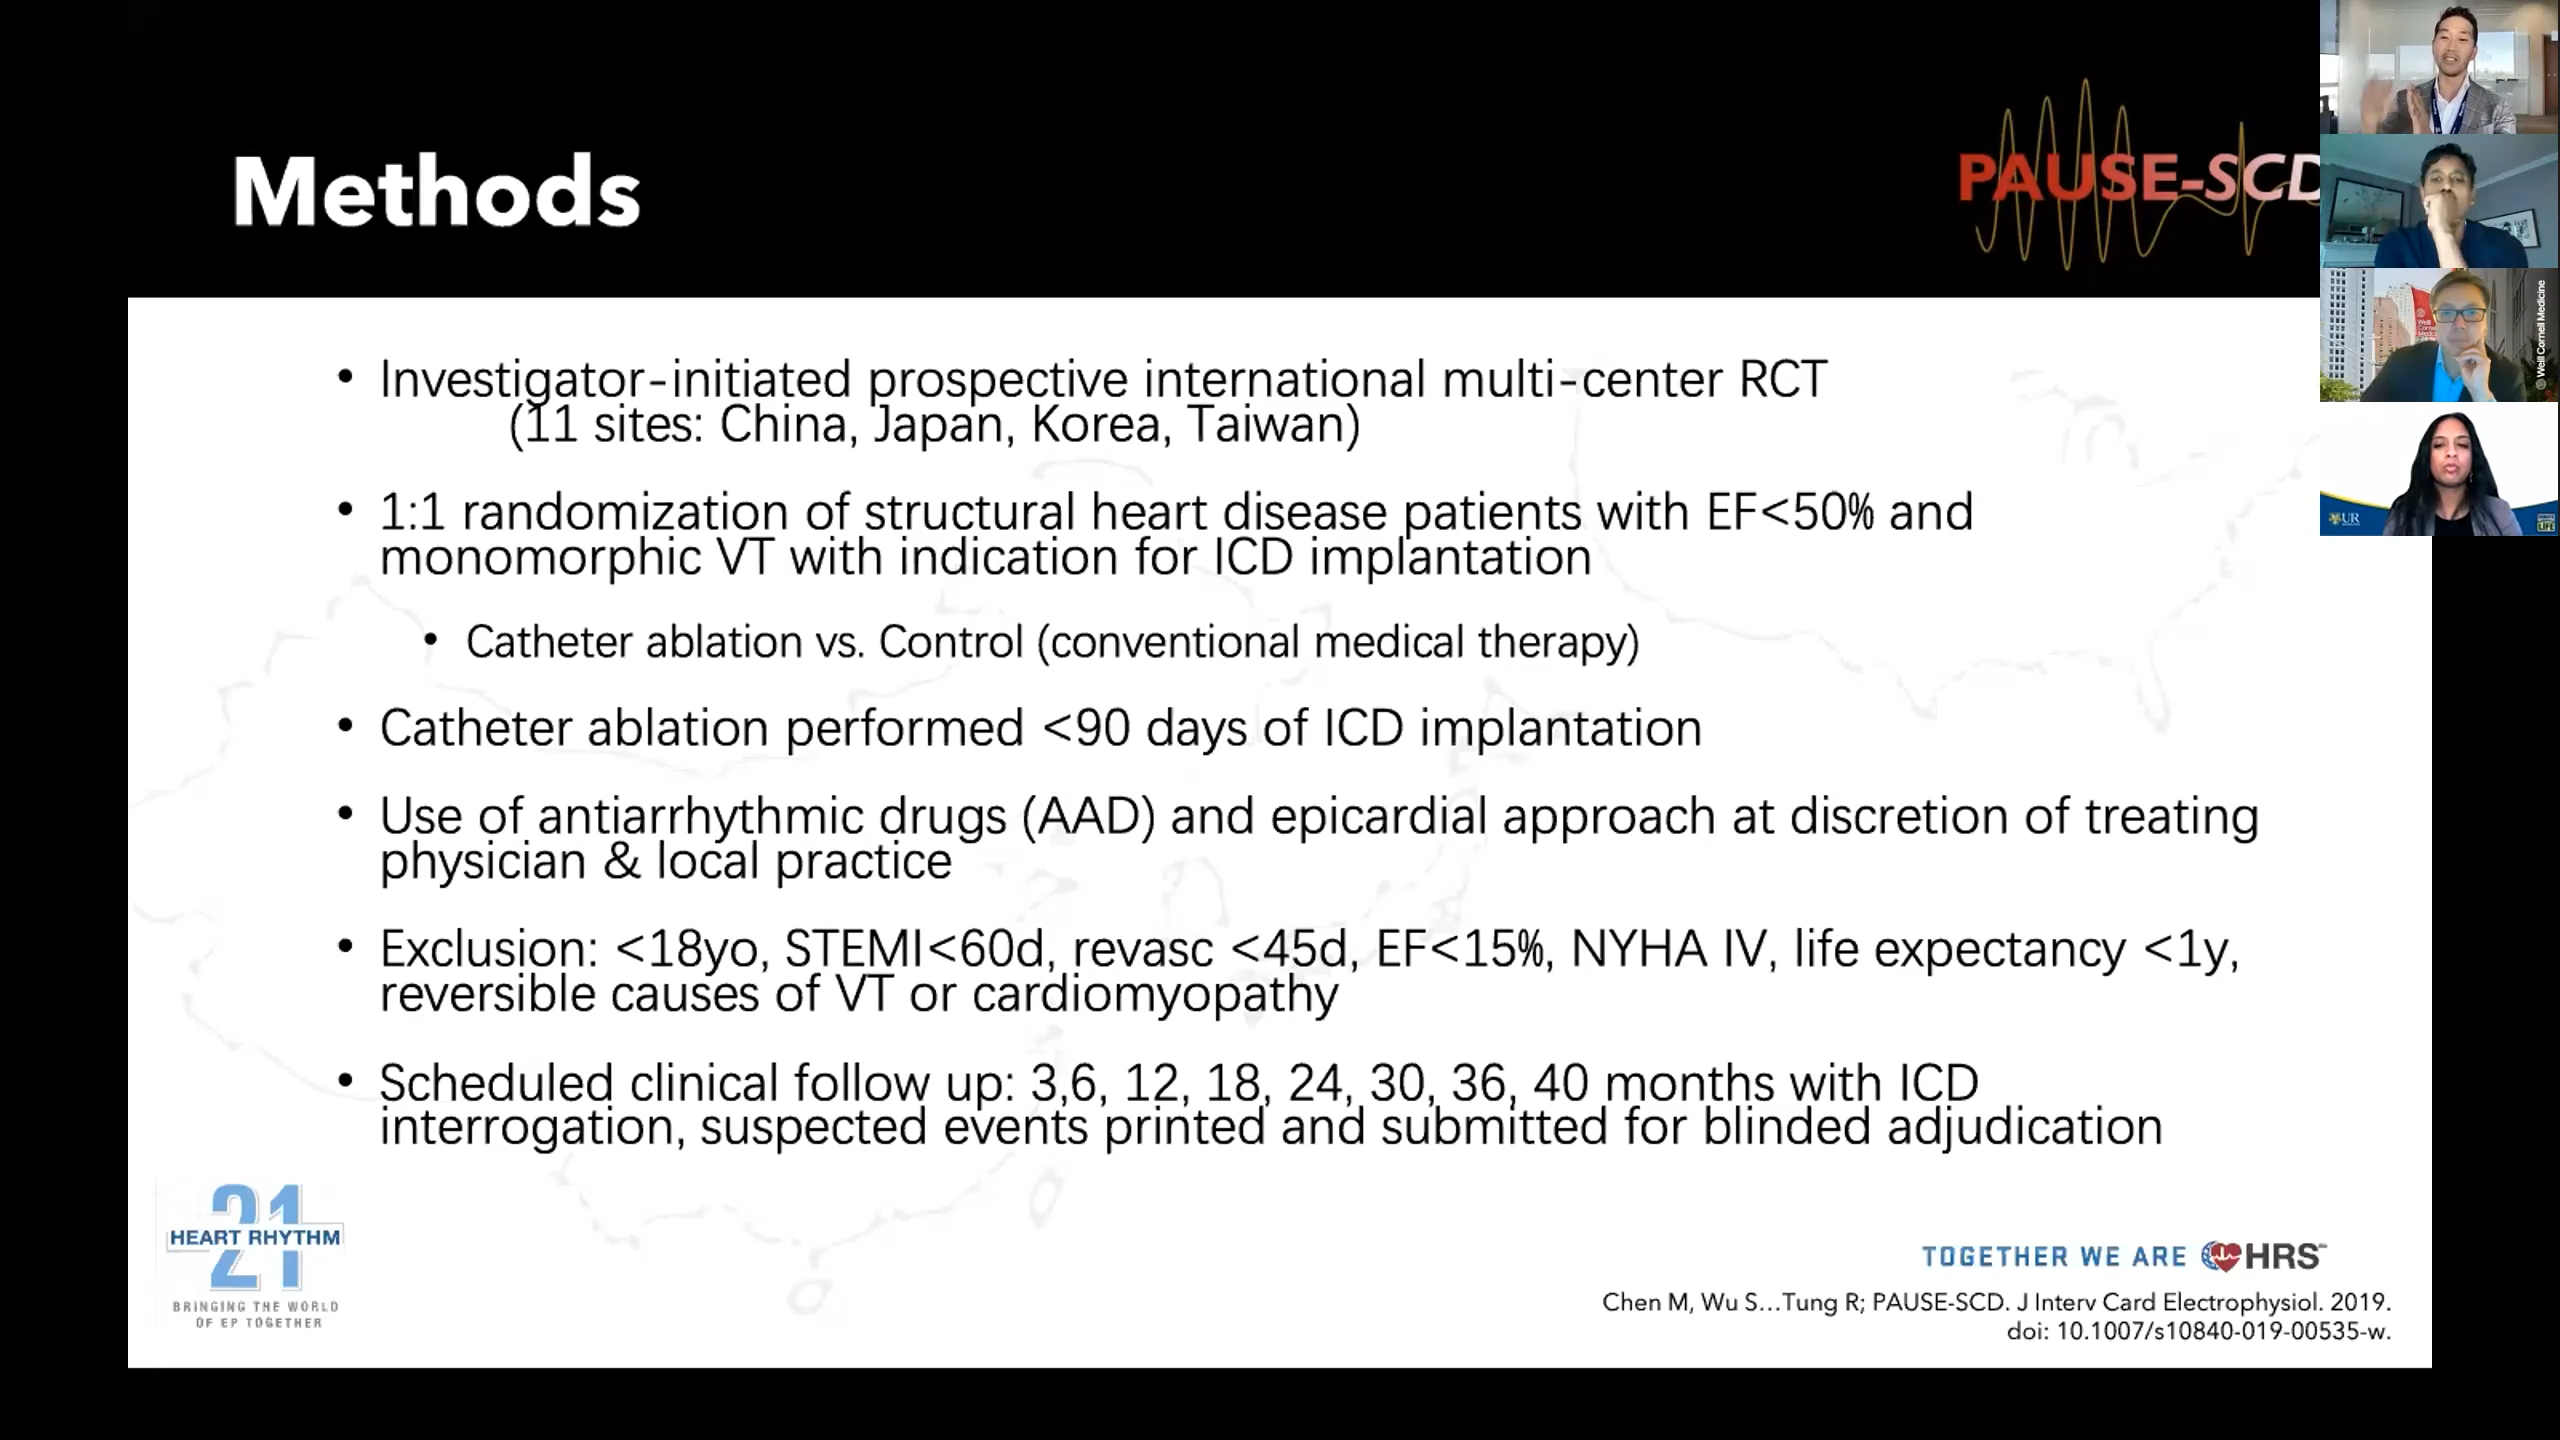 Methods
PAUSE-SCD
• Investigator-initiated prospective international multi-center RCT
(11 sites: China, Japan, Korea, Taiwan)
• 1:1 randomization of structural heart disease patients with EF<50% and
monomorphic VT with indication for ICD implantation
• Catheter ablation vs. Control (conventional medical therapy)
• Catheter ablation performed <90 days of ICD implantation
• Use of antiarrhythmic drugs (AAD) and epicardial approach at discretion of treating
physician & local practice
• Exclusion: <18yo, STEMI<60d, revasc <45d, EF<15%, NYHA IV, life expectancy <1y,
reversible causes of VT or cardiomyopathy
• Scheduled clinical follow up: 3,6, 12, 18, 24, 30, 36, 40 months with ICD
interrogation, suspected events printed and submitted for blinded adjudication
21
HEART RHYTHM
BRINGING THE WORLD
OF EP TOGETHER
TOGETHER WE ARE HRS
Chen M, Wu S...Tung R; PAUSE-SCD. J Interv Card Electrophysiol. 2019.
doi: 10.1007/s10840-019-00535-w.
Weill Cornell Medicine
UR